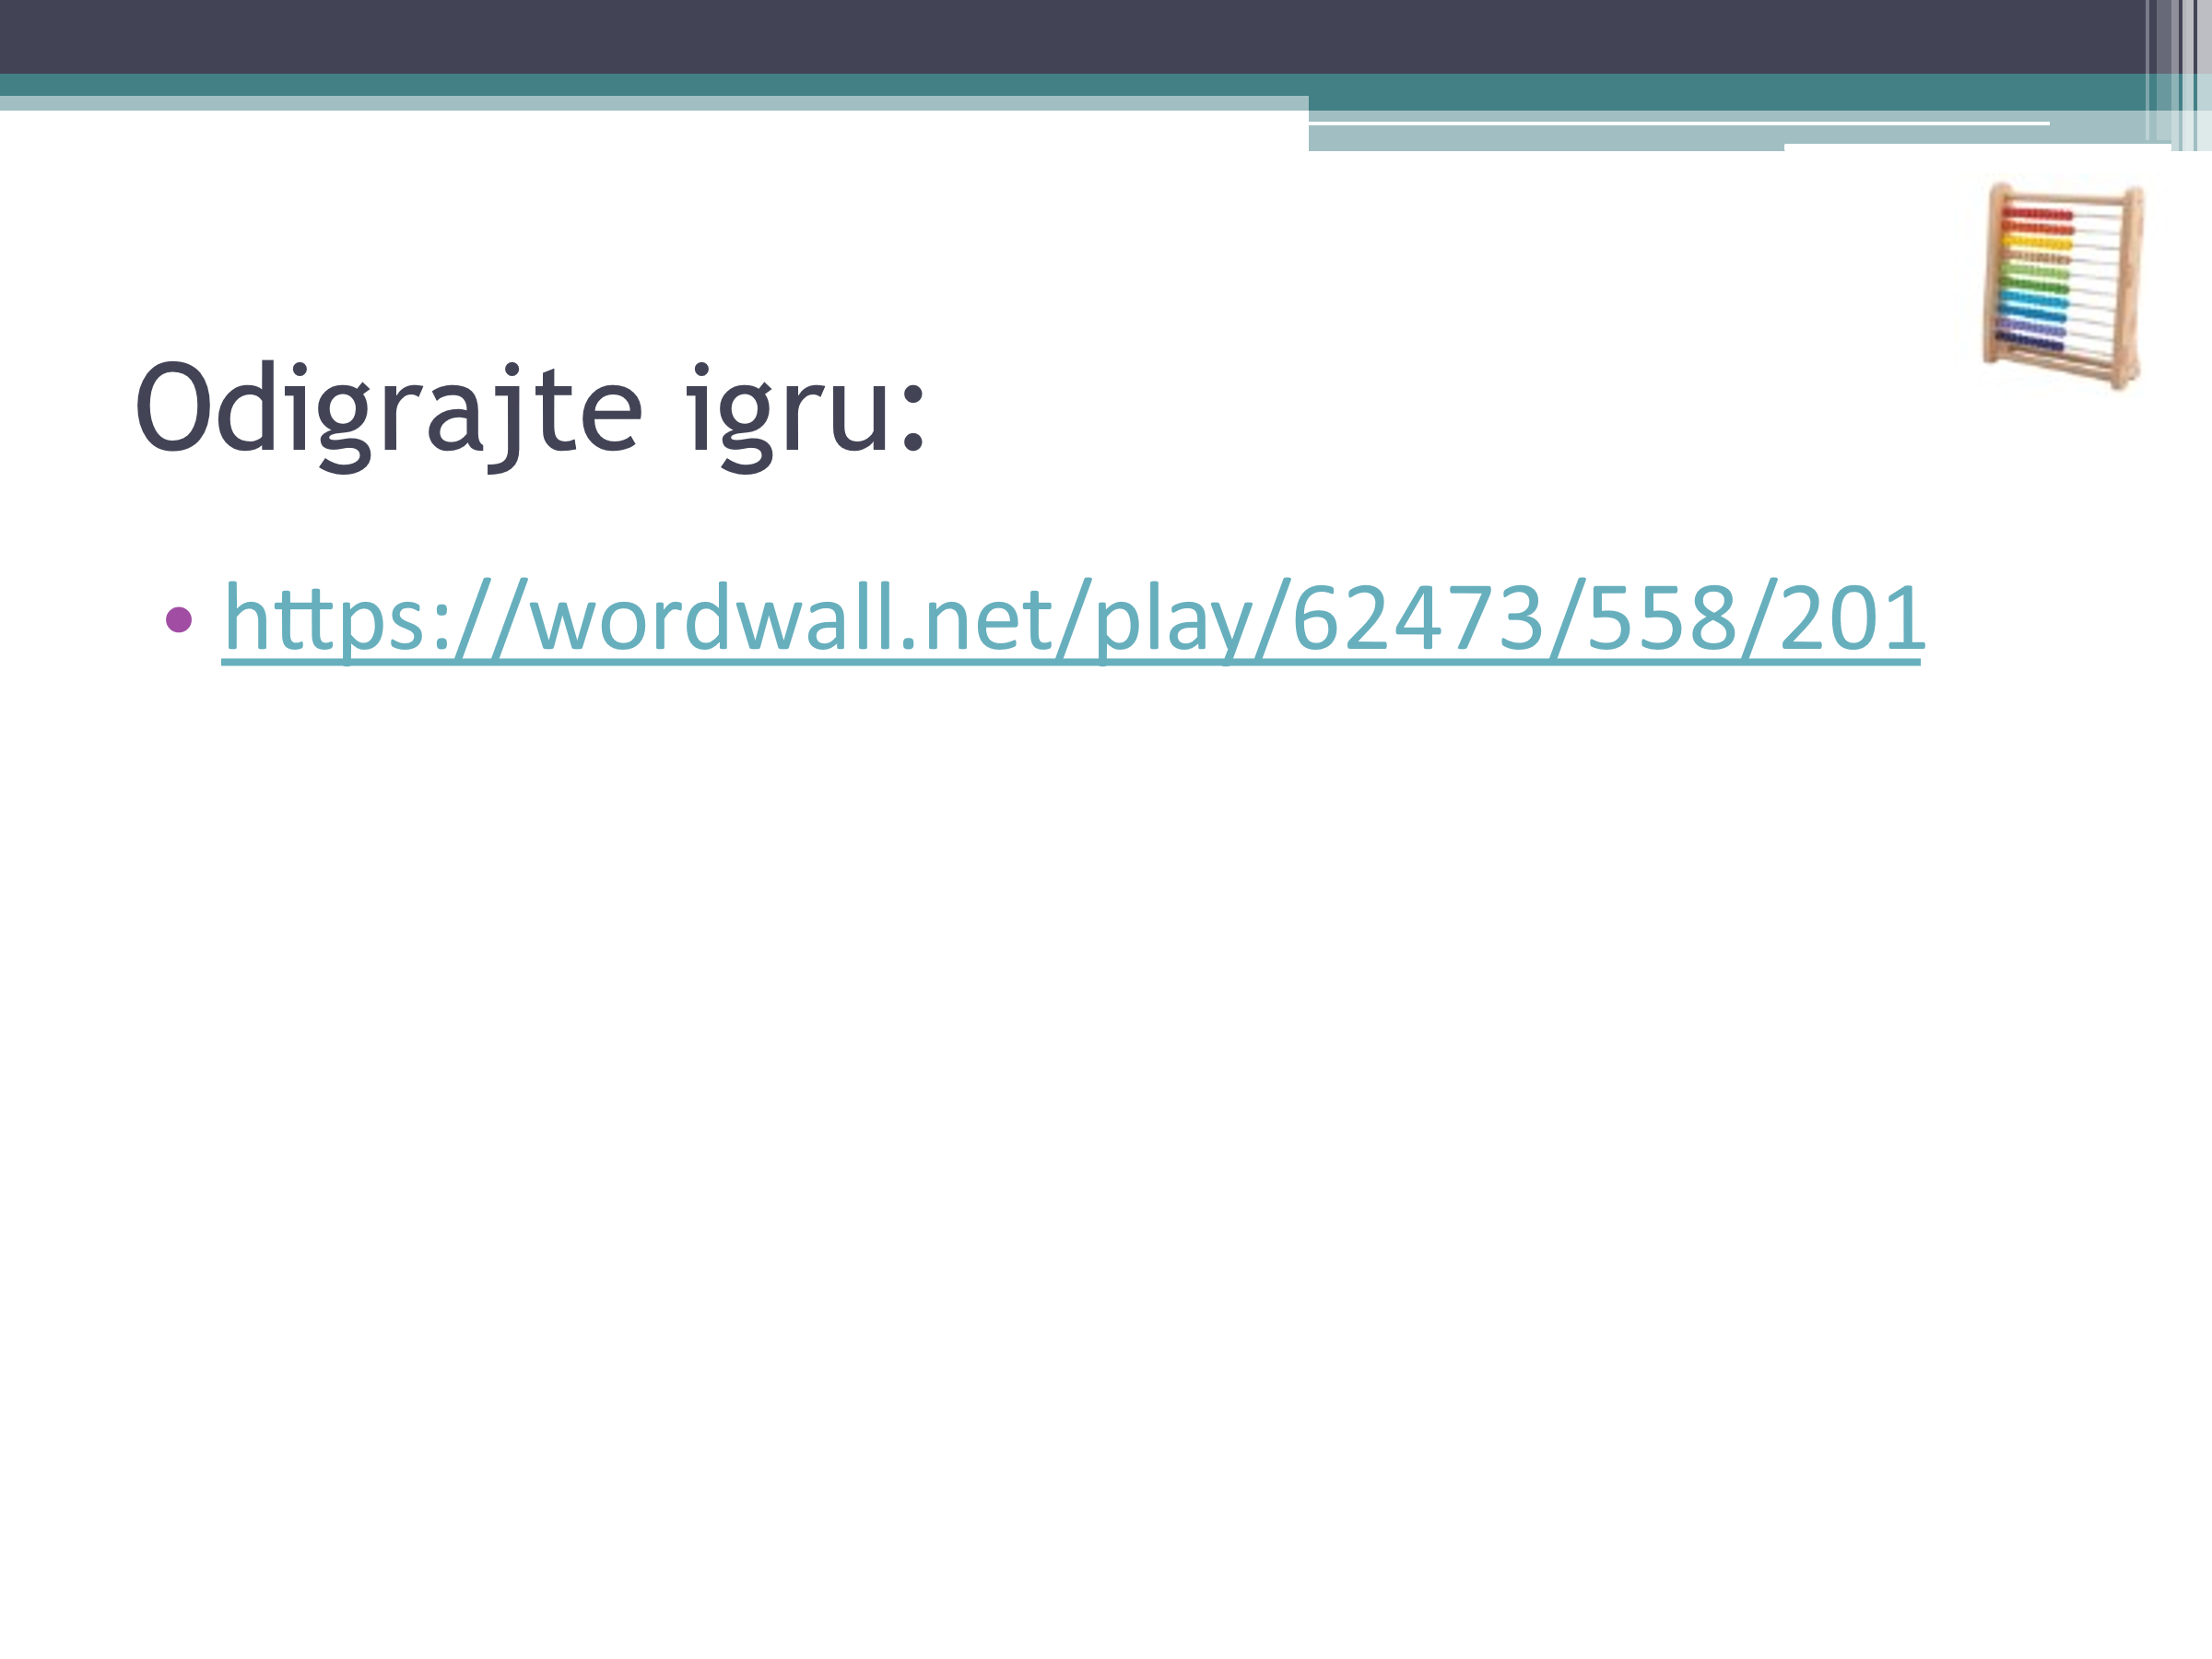 Odigrajte igru:
• https://wordwall.net/play/62473/558/201